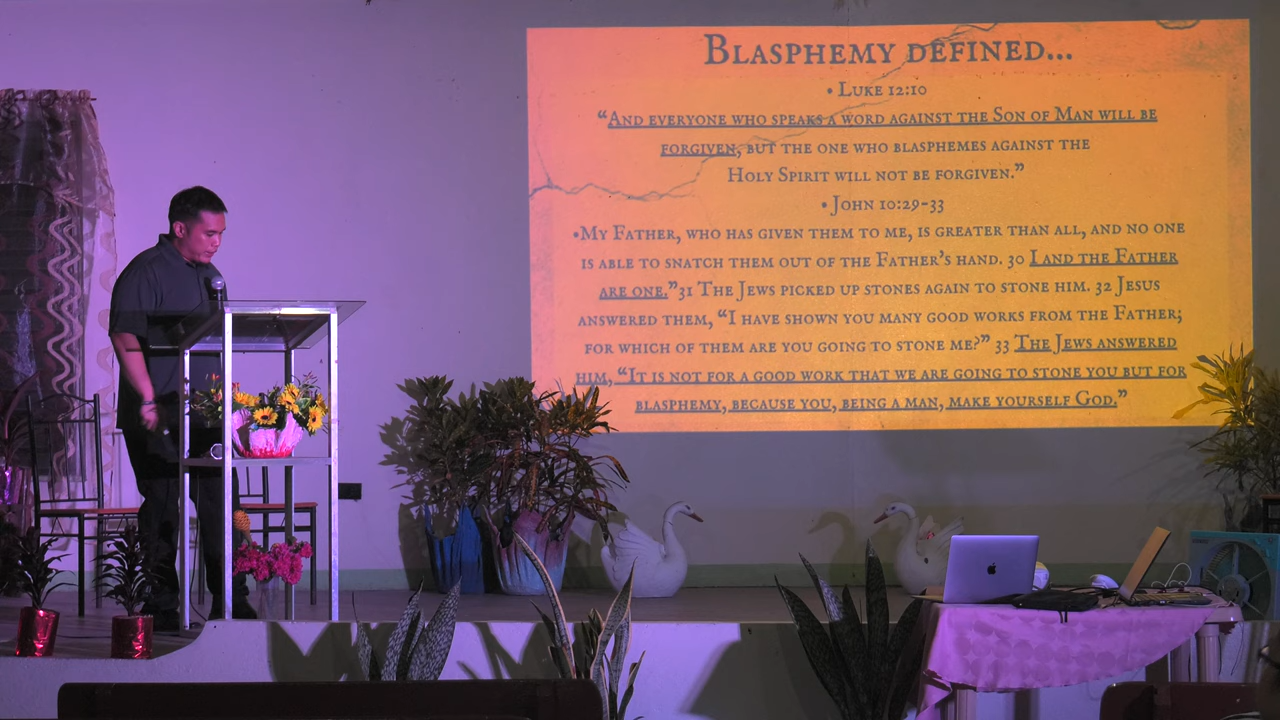 Blasphemy defined...
• Luke 12:10
“And everyone who speaks a word against the Son of Man will be
forgiven, but the one who blasphemes against the
Holy Spirit will not be forgiven.”
• John 10:29-33
•My Father, who has given them to me, is greater than all, and no one
is able to snatch them out of the Father’s hand. 30 I and the Father
are one.”31 The Jews picked up stones again to stone him. 32 Jesus
answered them, “I have shown you many good works from the Father;
for which of them are you going to stone me?” 33 The Jews answered
him, “It is not for a good work that we are going to stone you but for
blasphemy, because you, being a man, make yourself God.”